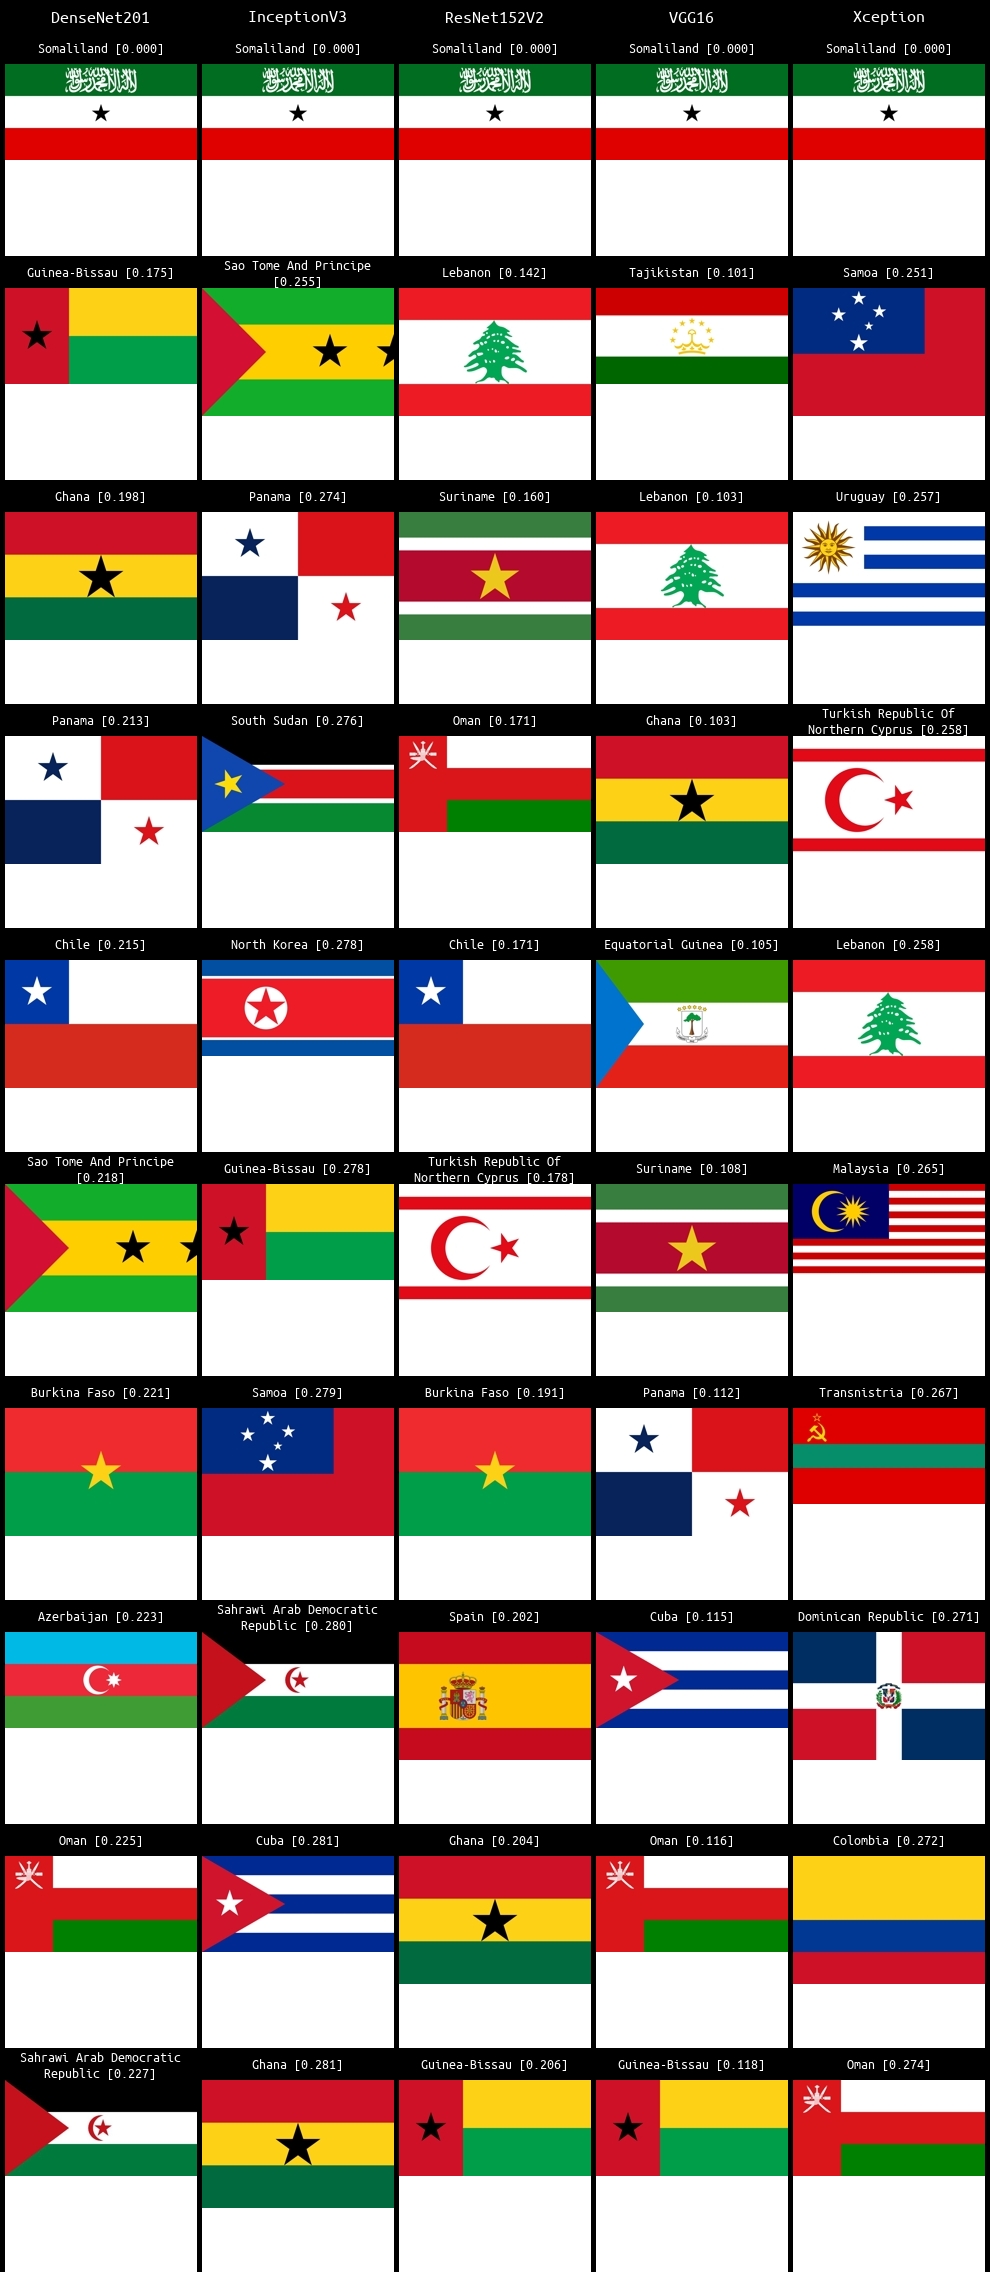 DenseNet201 InceptionV3 ResNet152V2 VGG16 Xception
Somaliland [0.000] Somaliland [0.000] Somaliland [0.000] Somaliland [0.000] Somaliland [0.000]
Guinea-Bissau [0.175] Sao Tome And Principe [0.255] Lebanon [0.142] Tajikistan [0.101] Samoa [0.251]
Ghana [0.198] Panama [0.274] Suriname [0.160] Lebanon [0.103] Uruguay [0.257]
Panama [0.213] South Sudan [0.276] Oman [0.171] Ghana [0.103] Turkish Republic Of
Northern Cyprus [0.258]
Chile [0.215] North Korea [0.278] Chile [0.171] Equatorial Guinea [0.105] Lebanon [0.258]
Sao Tome And Principe
[0.218] Guinea-Bissau [0.278] Turkish Republic Of
Northern Cyprus [0.178] Suriname [0.108] Malaysia [0.265]
Burkina Faso [0.221] Samoa [0.279] Burkina Faso [0.191] Panama [0.112] Transnistria [0.267]
Azerbaijan [0.223] Sahrawi Arab Democratic
Republic [0.280] Spain [0.202] Cuba [0.115] Dominican Republic [0.271]
Oman [0.225] Cuba [0.281] Ghana [0.204] Oman [0.116] Colombia [0.272]
Sahrawi Arab Democratic
Republic [0.227] Ghana [0.281] Guinea-Bissau [0.206] Guinea-Bissau [0.118] Oman [0.274]